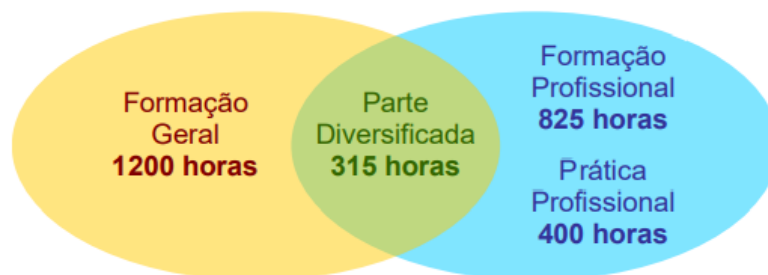 Formação
Geral
1200 horas
Parte
Diversificada
315 horas
Formação
Profissional
825 horas
Prática
Profissional
400 horas